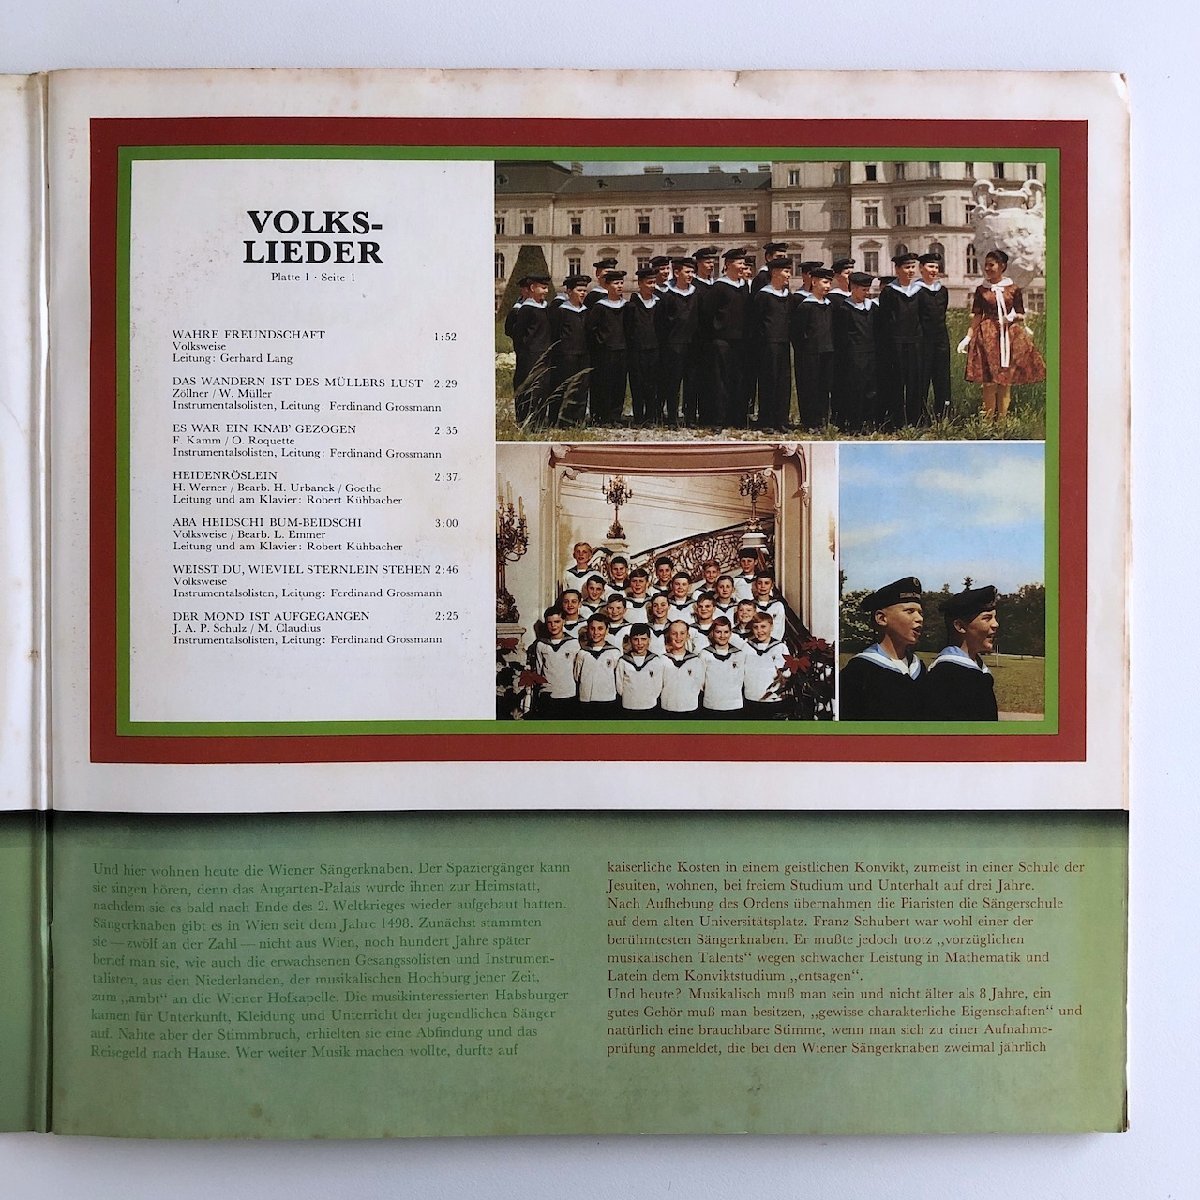 VOLKS-
LIEDER
Platte 1 · Seite 1
WAHRE FREUNDSCHAFT 1:52
Volksweise
Leitung: Gerhard Lang
DAS WANDERN IST DES MÜLLERS LUST 2:29
Zöllner / W. Müller
Instrumentalsolisten, Leitung: Ferdinand Grossmann
ES WAR EIN KNAB' GEZOGEN 2:35
F. Kamm / O. Roquette
Instrumentalsolisten, Leitung: Ferdinand Grossmann
HEIDENRÖSLEIN 2:37
H. Werner / Bearb. H. Urbanek / Goethe
Leitung und am Klavier: Robert Kühbacher
ABA HEIDSCHI BUM-BEIDSCHI 3:00
Volksweise / Bearb. L. Emmer
Leitung und am Klavier: Robert Kühbacher
WEISST DU, WIEVIEL STERNLEIN STEHEN 2:46
Volksweise
Instrumentalsolisten, Leitung: Ferdinand Grossmann
DER MOND IST AUFGEGANGEN 2:25
J. A. P. Schulz / M. Claudius
Instrumentalsolisten, Leitung: Ferdinand Grossmann
Und hier wohnen heute die Wiener Sängerknaben. Der Spaziergänger kann
sie singen hören, denn das Augarten-Palais wurde ihnen zur Heimstatt,
nachdem sie es bald nach Ende des 2. Weltkrieges wieder aufgebaut hatten.
Sängerknaben gibt es in Wien seit dem Jahre 1498. Zunächst stammten
sie — zwölf an der Zahl — nicht aus Wien, noch hundert Jahre später
berief man sie, wie auch die erwachsenen Gesangssolisten und Instrumen-
talisten, aus den Niederlanden, der musikalischen Hochburg jener Zeit,
zum „ambt“ an die Wiener Hofkapelle. Die musikinteressierten Habsburger
kamen für Unterkunft, Kleidung und Unterricht der jugendlichen Sänger
auf. Nahte aber der Stimmbruch, erhielten sie eine Abfindung und das
Reisegeld nach Hause. Wer weiter Musik machen wollte, durfte auf
kaiserliche Kosten in einem geistlichen Konvikt, zumeist in einer Schule der
Jesuiten, wohnen, bei freiem Studium und Unterhalt auf drei Jahre.
Nach Aufhebung des Ordens übernahmen die Piaristen die Sängerschule
auf dem alten Universitätsplatz. Franz Schubert war wohl einer der
berühmtesten Sängerknaben. Er mußte jedoch trotz „vorzüglichen
musikalischen Talents“ wegen schwacher Leistung in Mathematik und
Latein dem Konviktstudium „entsagen“.
Und heute? Musikalisch muß man sein und nicht älter als 8 Jahre, ein
gutes Gehör muß man besitzen, „gewisse charakterliche Eigenschaften“ und
natürlich eine brauchbare Stimme, wenn man sich zu einer Aufnahme-
prüfung anmeldet, die bei den Wiener Sängerknaben zweimal jährlich